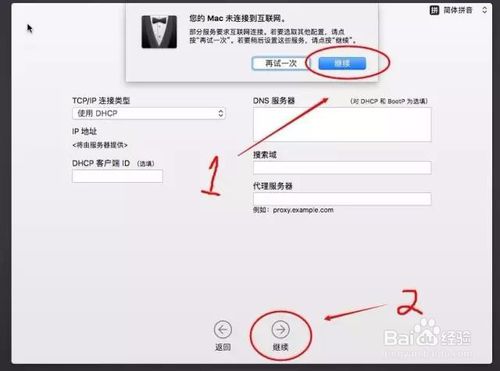 拼 简体拼音
您的 Mac 未连接到互联网。
部分服务要求互联网连接。若要选取其他配置，请点
按“再试一次”。若要稍后设置这些服务，请点按“继续”。
再试一次 继续
TCP/IP 连接类型
使用 DHCP
IP 地址
<将由服务器提供>
DHCP 客户端 ID （选填）
DNS 服务器 （对 DHCP 和 BootP 为选填）
搜索域
代理服务器
例如：proxy.example.com
1
2
返回 继续
Baidu 经验
jingyan.baidu.com